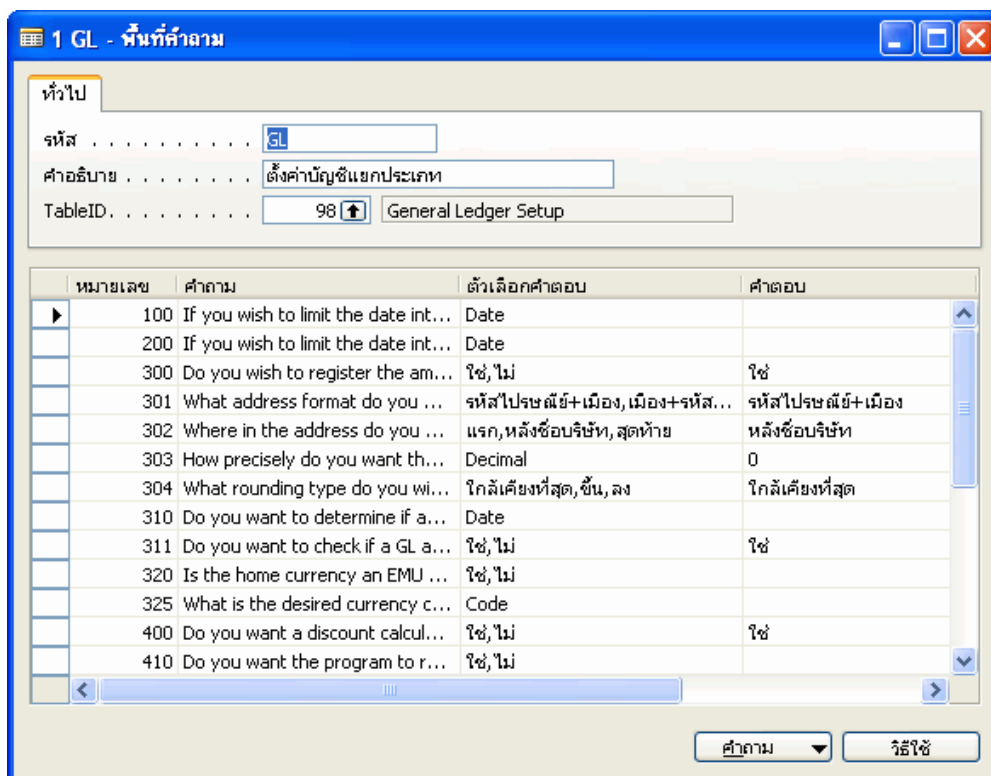 1 GL - พื้นที่คำถาม
ทั่วไป
รหัส . . . . . . . . . . GL
คำอธิบาย . . . . . . . . ตั้งค่าบัญชีแยกประเภท
TableID. . . . . . . . . 98 General Ledger Setup
หมายเลข คำถาม ตัวเลือกคำตอบ คำตอบ
100 If you wish to limit the date int... Date
200 If you wish to limit the date int... Date
300 Do you wish to register the am... ใช่,ไม่ ใช่
301 What address format do you ... รหัสไปรษณีย์+เมือง,เมือง+รหัส... รหัสไปรษณีย์+เมือง
302 Where in the address do you ... แรก,หลังชื่อบริษัท,สุดท้าย หลังชื่อบริษัท
303 How precisely do you want th... Decimal 0
304 What rounding type do you wi... ใกล้เคียงที่สุด,ขึ้น,ลง ใกล้เคียงที่สุด
310 Do you want to determine if a... Date
311 Do you want to check if a GL a... ใช่,ไม่ ใช่
320 Is the home currency an EMU ... ใช่,ไม่
325 What is the desired currency c... Code
400 Do you want a discount calcul... ใช่,ไม่ ใช่
410 Do you want the program to r... ใช่,ไม่
คำถาม วิธีใช้